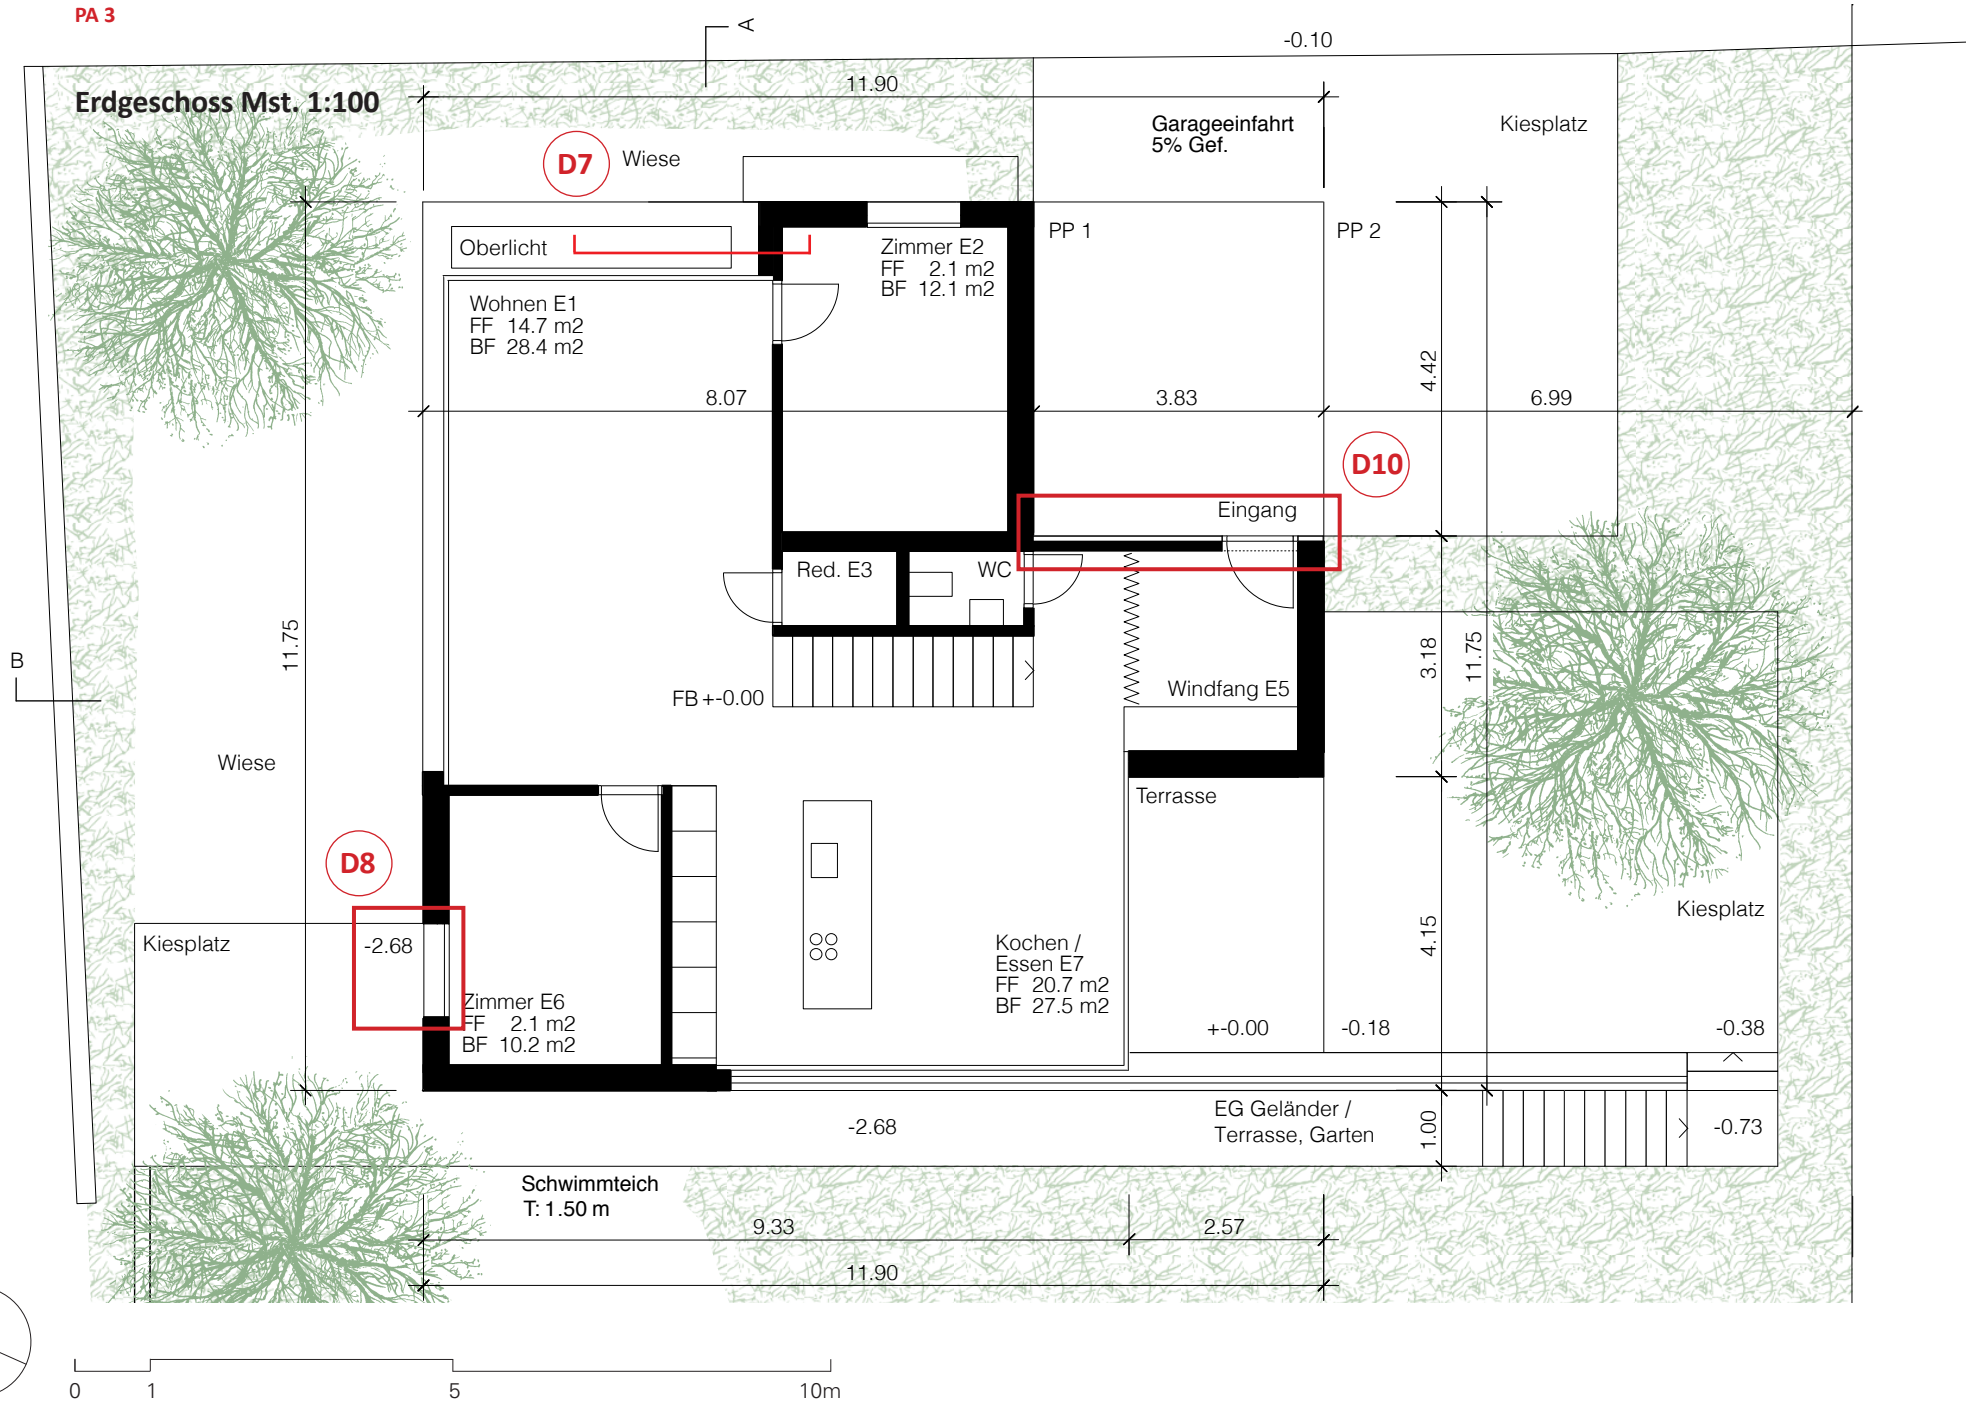 PA 3
A
-0.10
Erdgeschoss Mst. 1:100
11.90
Garageeinfahrt
5% Gef.
Kiesplatz
D7
Wiese
Oberlicht
Zimmer E2
FF 2.1 m2
BF 12.1 m2
PP 1
PP 2
Wohnen E1
FF 14.7 m2
BF 28.4 m2
8.07
3.83
4.42
6.99
D10
Eingang
Red. E3
WC
11.75
3.18
11.75
B
FB +-0.00
Windfang E5
Wiese
Terrasse
D8
Kiesplatz
-2.68
Kiesplatz
4.15
Kochen /
Essen E7
FF 20.7 m2
BF 27.5 m2
Zimmer E6
FF 2.1 m2
BF 10.2 m2
+-0.00
-0.18
-0.38
EG Geländer /
Terrasse, Garten
-2.68
1.00
-0.73
Schwimmteich
T: 1.50 m
9.33
2.57
11.90
0
1
5
10m